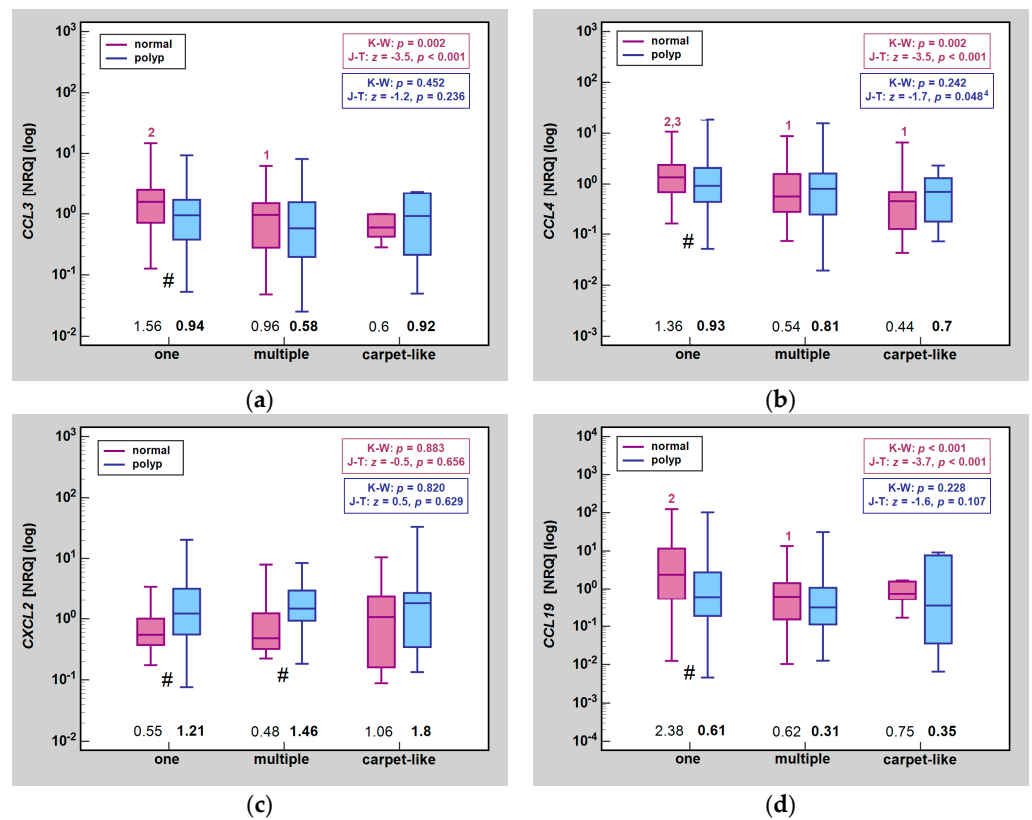 CCL3 [NRQ] (log)
10³
10²
10¹
10⁰
10⁻¹
10⁻²
normal
polyp
K-W: p = 0.002
J-T: z = -3.5, p < 0.001
K-W: p = 0.452
J-T: z = -1.2, p = 0.236
2
1
#
1.56 0.94 0.96 0.58 0.6 0.92
one multiple carpet-like
(a)
CCL4 [NRQ] (log)
10³
10²
10¹
10⁰
10⁻¹
10⁻²
10⁻³
normal
polyp
K-W: p = 0.002
J-T: z = -3.5, p < 0.001
K-W: p = 0.242
J-T: z = -1.7, p = 0.048⁴
2,3 1 1
#
1.36 0.93 0.54 0.81 0.44 0.7
one multiple carpet-like
(b)
CXCL2 [NRQ] (log)
10³
10²
10¹
10⁰
10⁻¹
10⁻²
normal
polyp
K-W: p = 0.883
J-T: z = -0.5, p = 0.656
K-W: p = 0.820
J-T: z = 0.5, p = 0.629
# #
0.55 1.21 0.48 1.46 1.06 1.8
one multiple carpet-like
(c)
CCL19 [NRQ] (log)
10⁴
10³
10²
10¹
10⁰
10⁻¹
10⁻²
10⁻³
10⁻⁴
normal
polyp
K-W: p < 0.001
J-T: z = -3.7, p < 0.001
K-W: p = 0.228
J-T: z = -1.6, p = 0.107
2
1
#
2.38 0.61 0.62 0.31 0.75 0.35
one multiple carpet-like
(d)